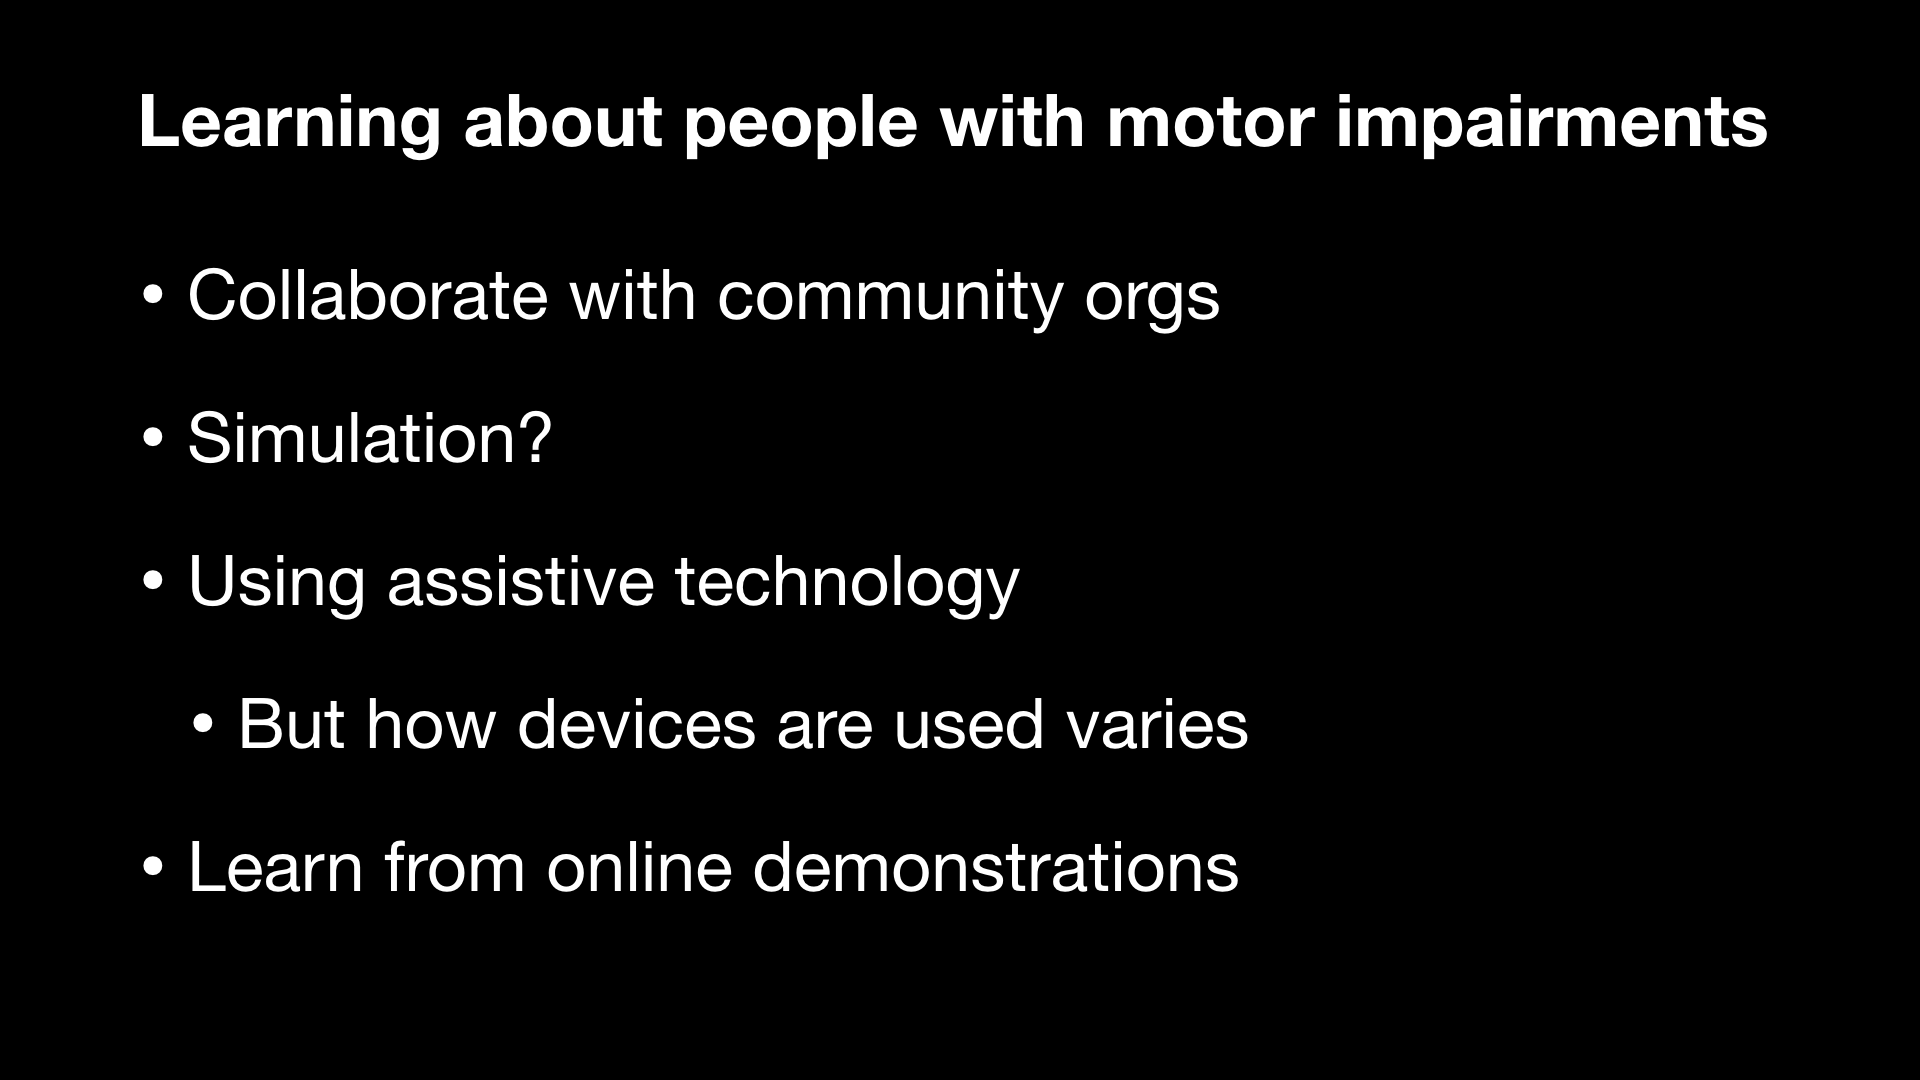 Learning about people with motor impairments
• Collaborate with community orgs
• Simulation?
• Using assistive technology
• But how devices are used varies
• Learn from online demonstrations